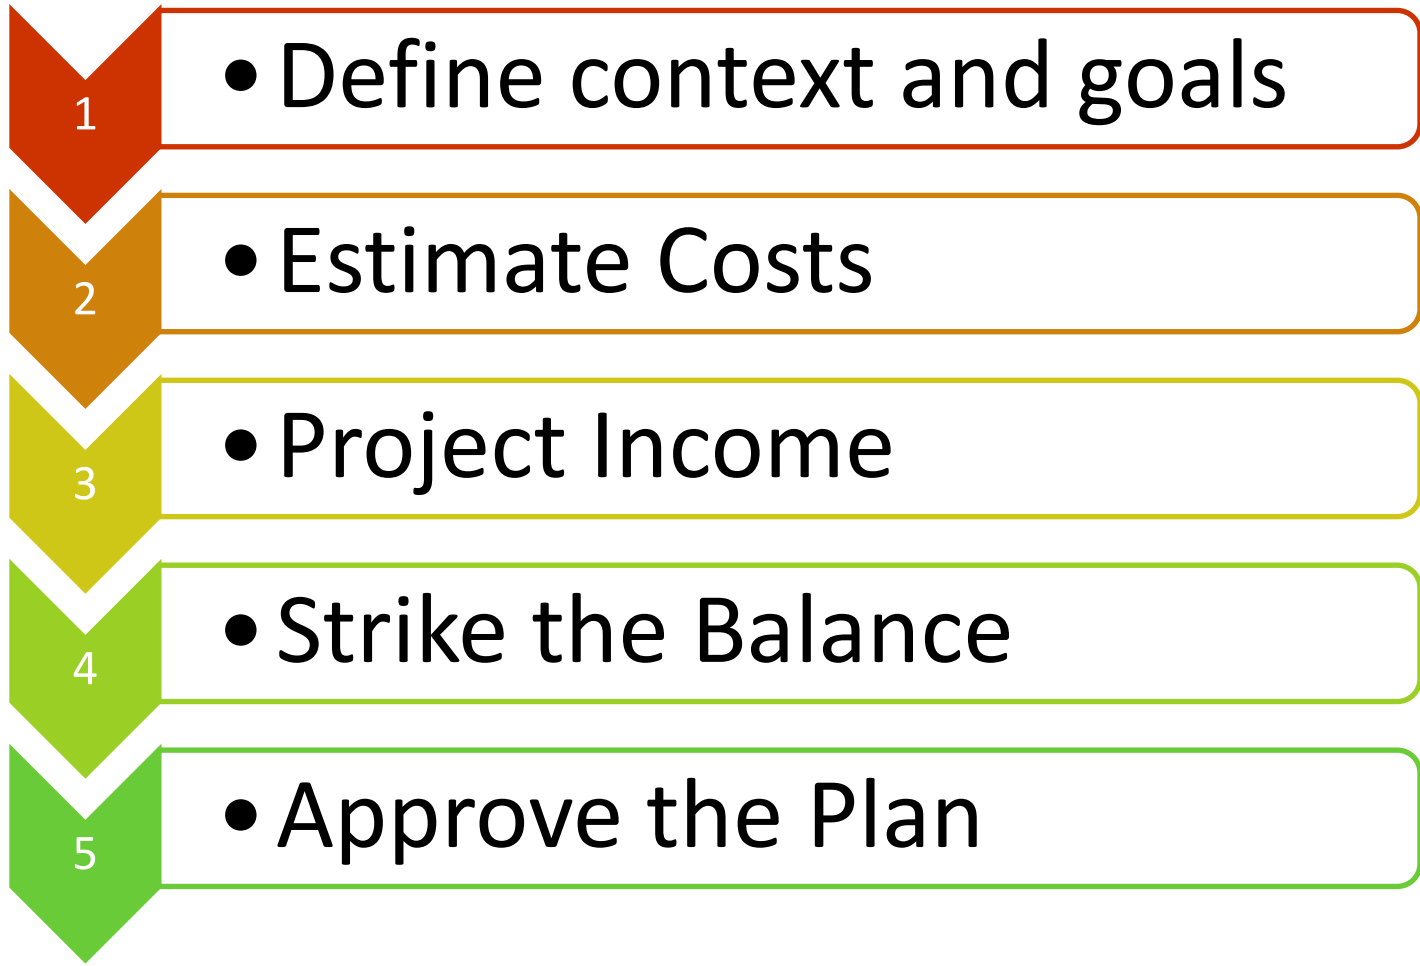 1
• Define context and goals
2
• Estimate Costs
3
• Project Income
4
• Strike the Balance
5
• Approve the Plan